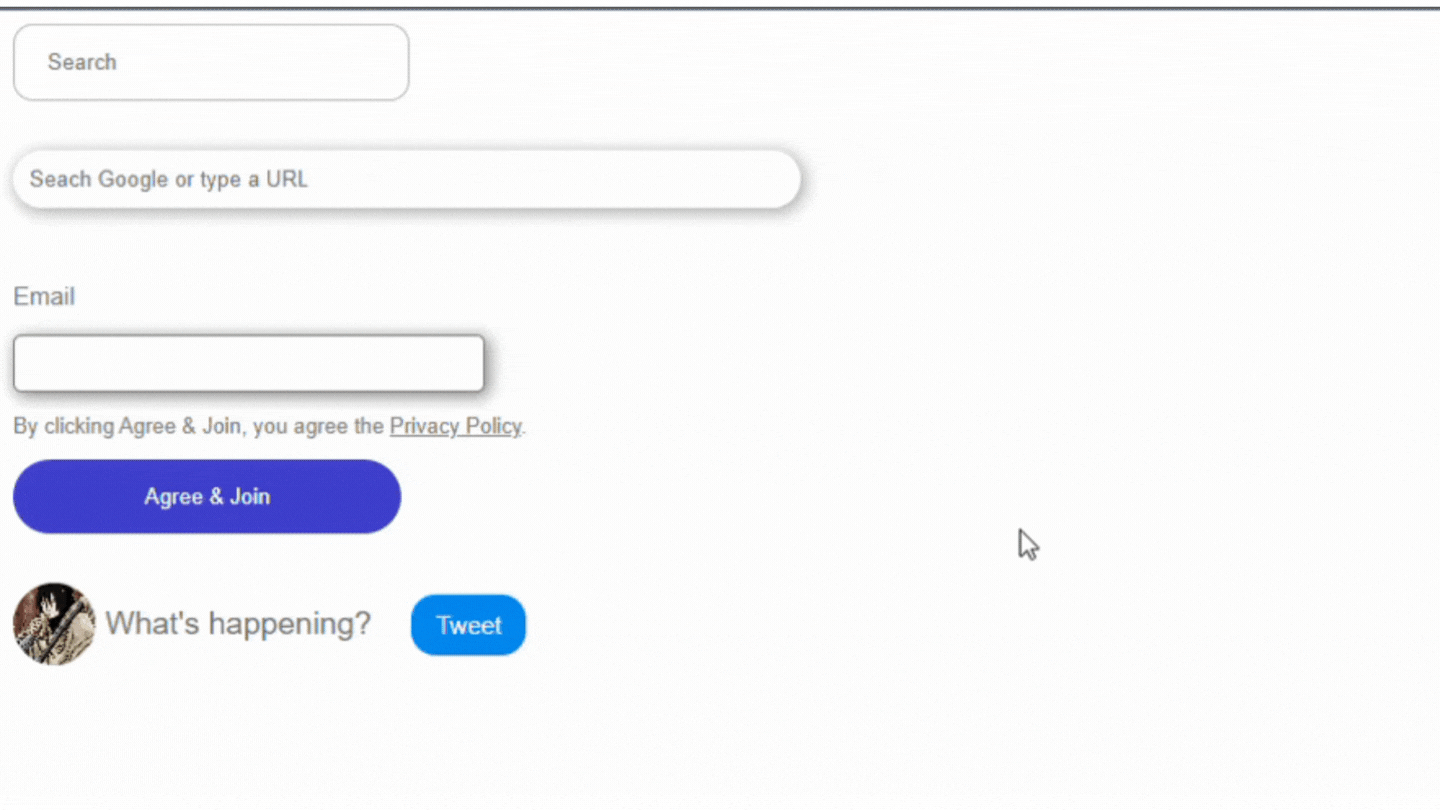 Search
Seach Google or type a URL
Email
By clicking Agree & Join, you agree the Privacy Policy.
Agree & Join
What's happening? Tweet